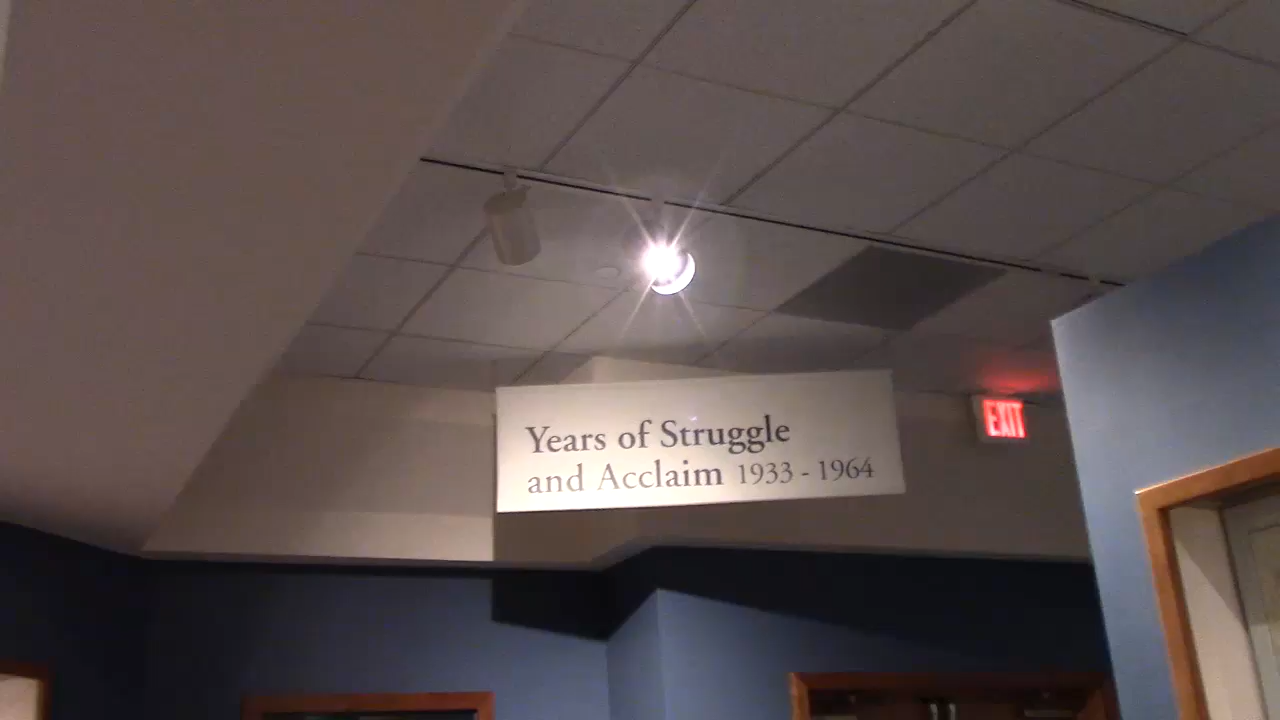 Years of Struggle
and Acclaim 1933 - 1964
EXIT